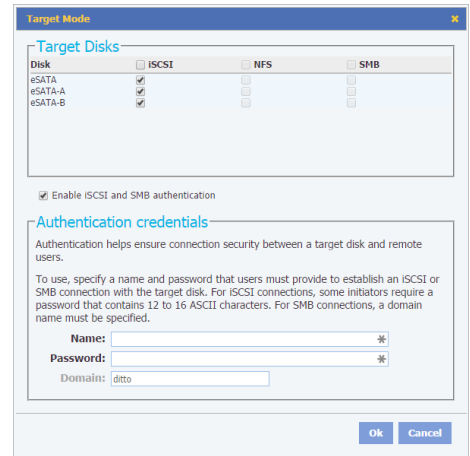 Target Mode
Target Disks
Disk iSCSI NFS SMB
eSATA
eSATA-A
eSATA-B
Enable iSCSI and SMB authentication
Authentication credentials
Authentication helps ensure connection security between a target disk and remote
users.
To use, specify a name and password that users must provide to establish an iSCSI or
SMB connection with the target disk. For iSCSI connections, some initiators require a
password that contains 12 to 16 ASCII characters. For SMB connections, a domain
name must be specified.
Name:
Password:
Domain: ditto
Ok Cancel